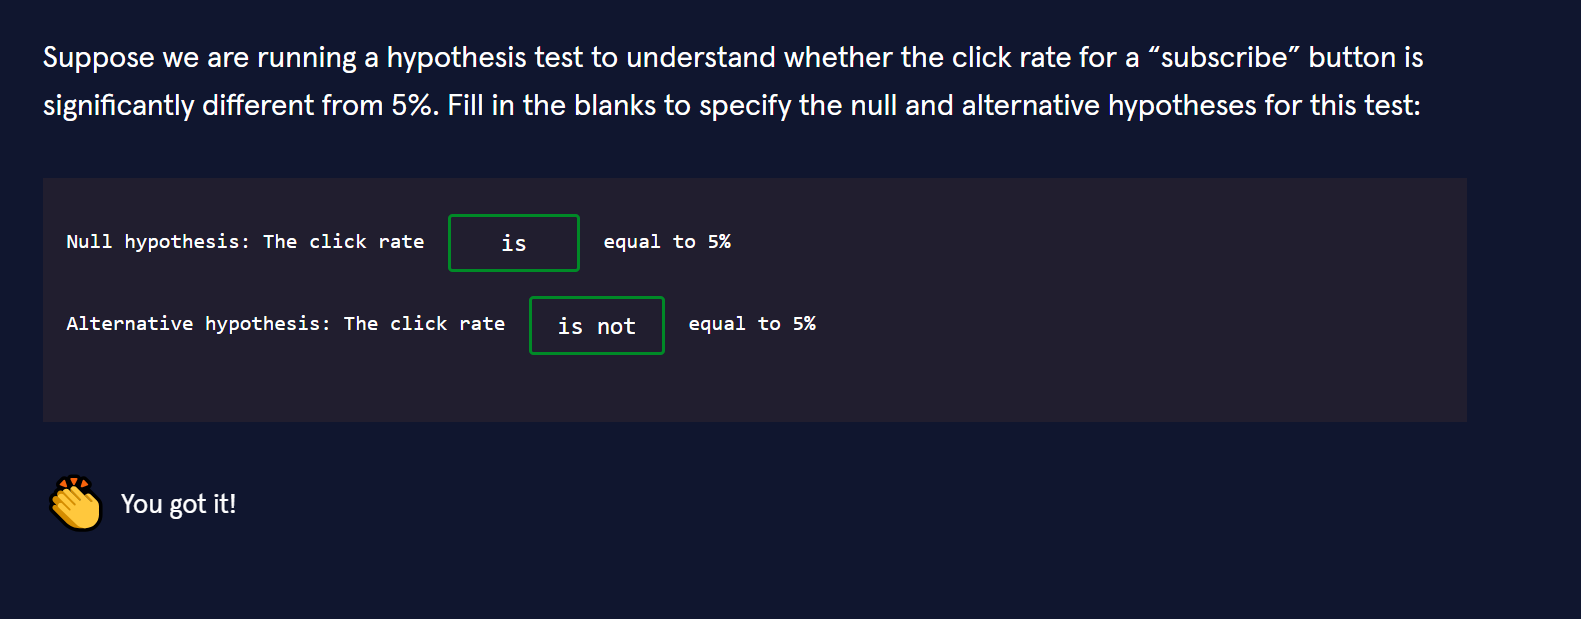 Suppose we are running a hypothesis test to understand whether the click rate for a “subscribe” button is
significantly different from 5%. Fill in the blanks to specify the null and alternative hypotheses for this test:
Null hypothesis: The click rate is equal to 5%
Alternative hypothesis: The click rate is not equal to 5%
You got it!